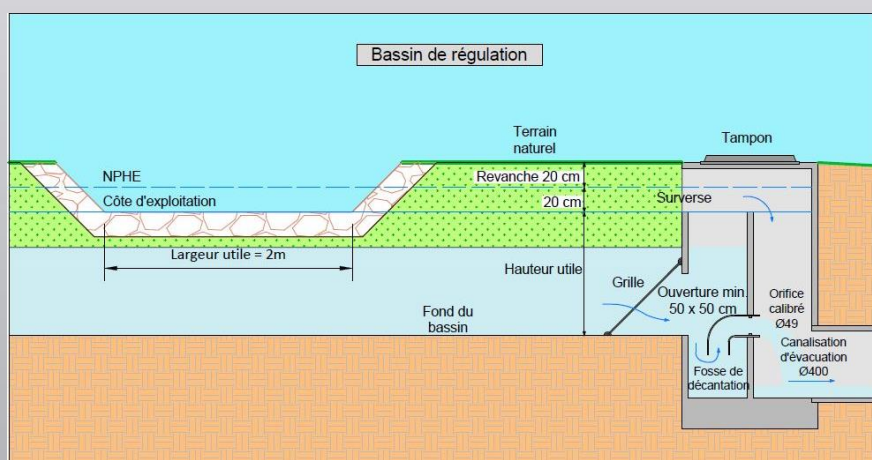 Bassin de régulation
Terrain
naturel
Tampon
NPHE
Revanche 20 cm
Côte d'exploitation
20 cm
Surverse
Largeur utile = 2m
Hauteur utile
Grille
Ouverture min.
50 x 50 cm
Orifice
calibré
Ø49
Fond du
bassin
Canalisation
d'évacuation
Ø400
Fosse de
décantation